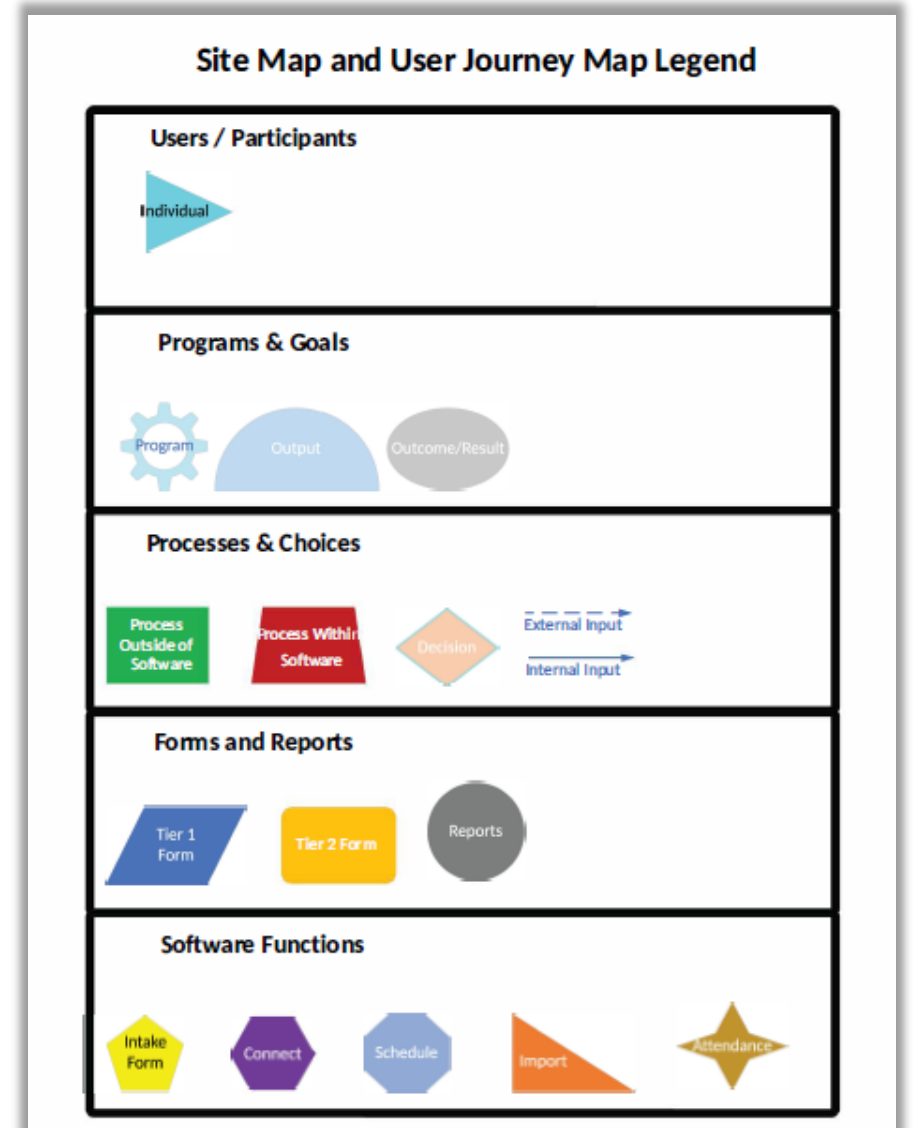 Site Map and User Journey Map Legend
Users / Participants
Individual
Programs & Goals
Program
Output
Outcome/Result
Processes & Choices
Process
Outside of
Software
Process Within
Software
Decision
External Input
Internal Input
Forms and Reports
Tier 1
Form
Tier 2 Form
Reports
Software Functions
Intake
Form
Connect
Schedule
Import
Attendance